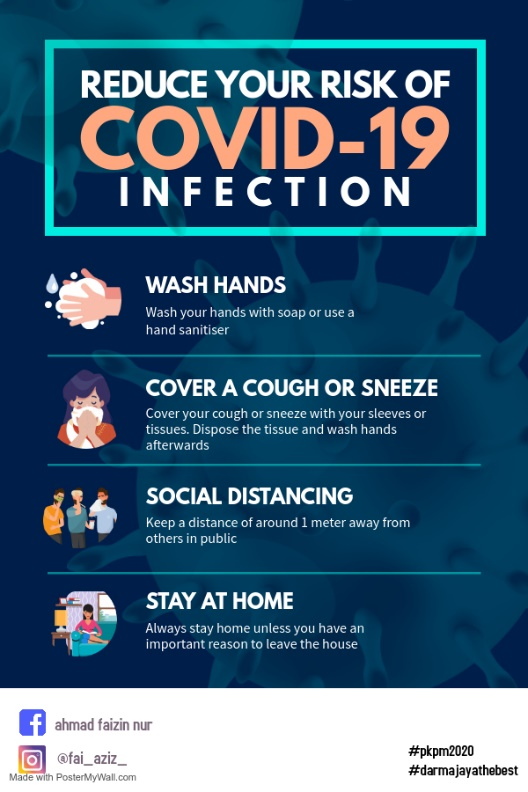 REDUCE YOUR RISK OF
COVID-19
INFECTION
WASH HANDS
Wash your hands with soap or use a
hand sanitiser
COVER A COUGH OR SNEEZE
Cover your cough or sneeze with your sleeves or
tissues. Dispose the tissue and wash hands
afterwards
SOCIAL DISTANCING
Keep a distance of around 1 meter away from
others in public
STAY AT HOME
Always stay home unless you have an
important reason to leave the house
ahmad faizin nur
@fai_aziz_
Made with PosterMyWall.com
#pkpm2020
#darmajayathebest